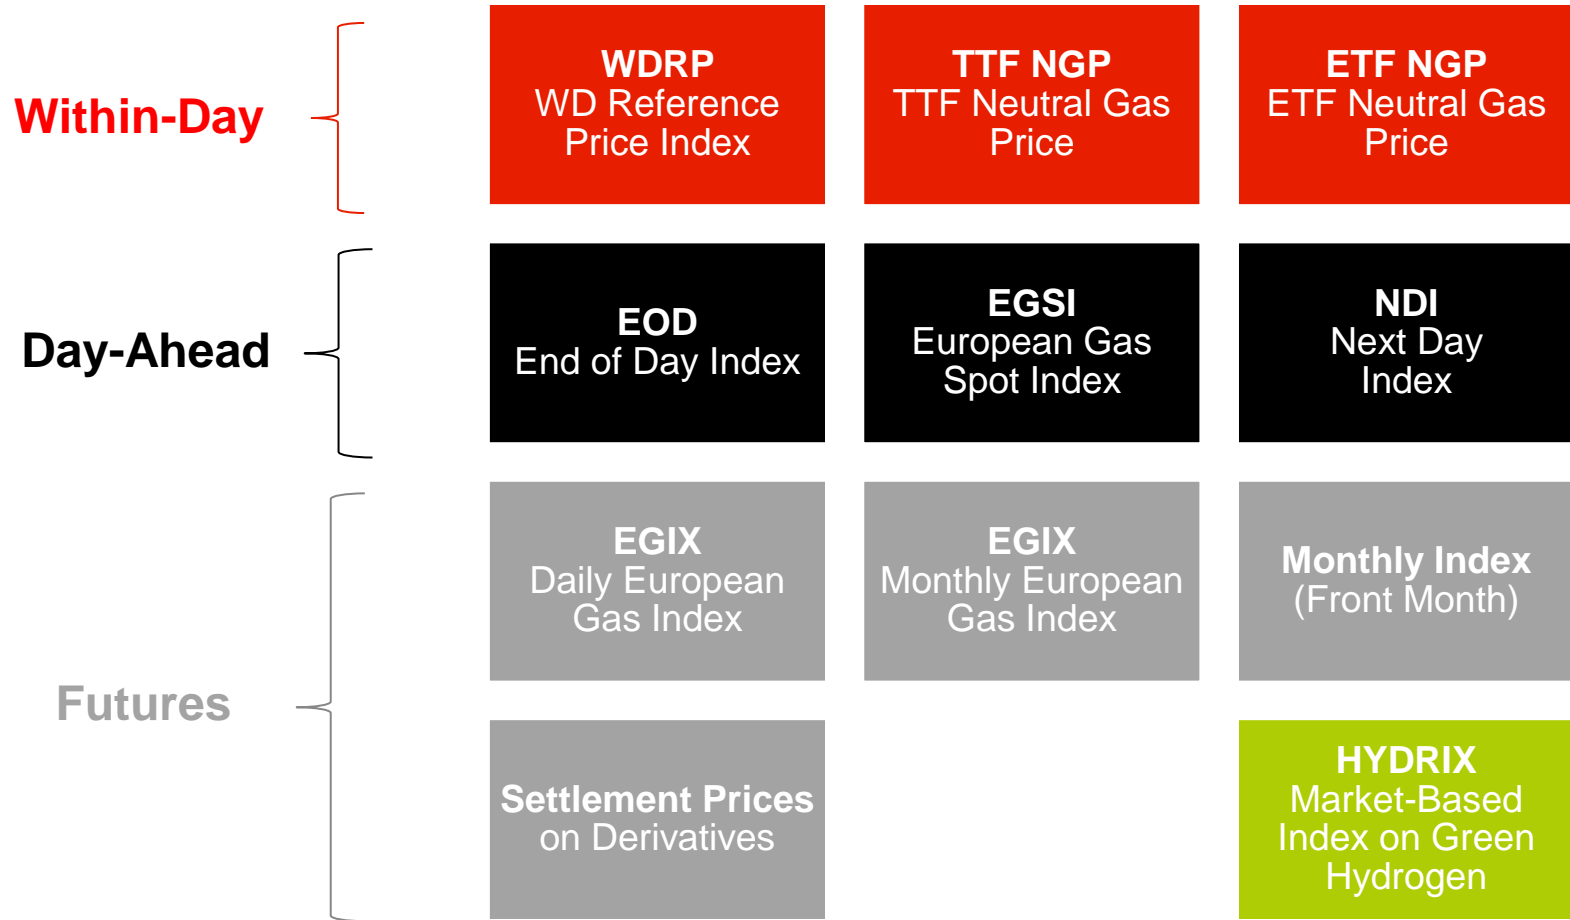 Within-Day
WDRP
WD Reference
Price Index
TTF NGP
TTF Neutral Gas
Price
ETF NGP
ETF Neutral Gas
Price
Day-Ahead
EOD
End of Day Index
EGSI
European Gas
Spot Index
NDI
Next Day
Index
Futures
EGIX
Daily European
Gas Index
EGIX
Monthly European
Gas Index
Monthly Index
(Front Month)
Settlement Prices
on Derivatives
HYDRIX
Market-Based
Index on Green
Hydrogen